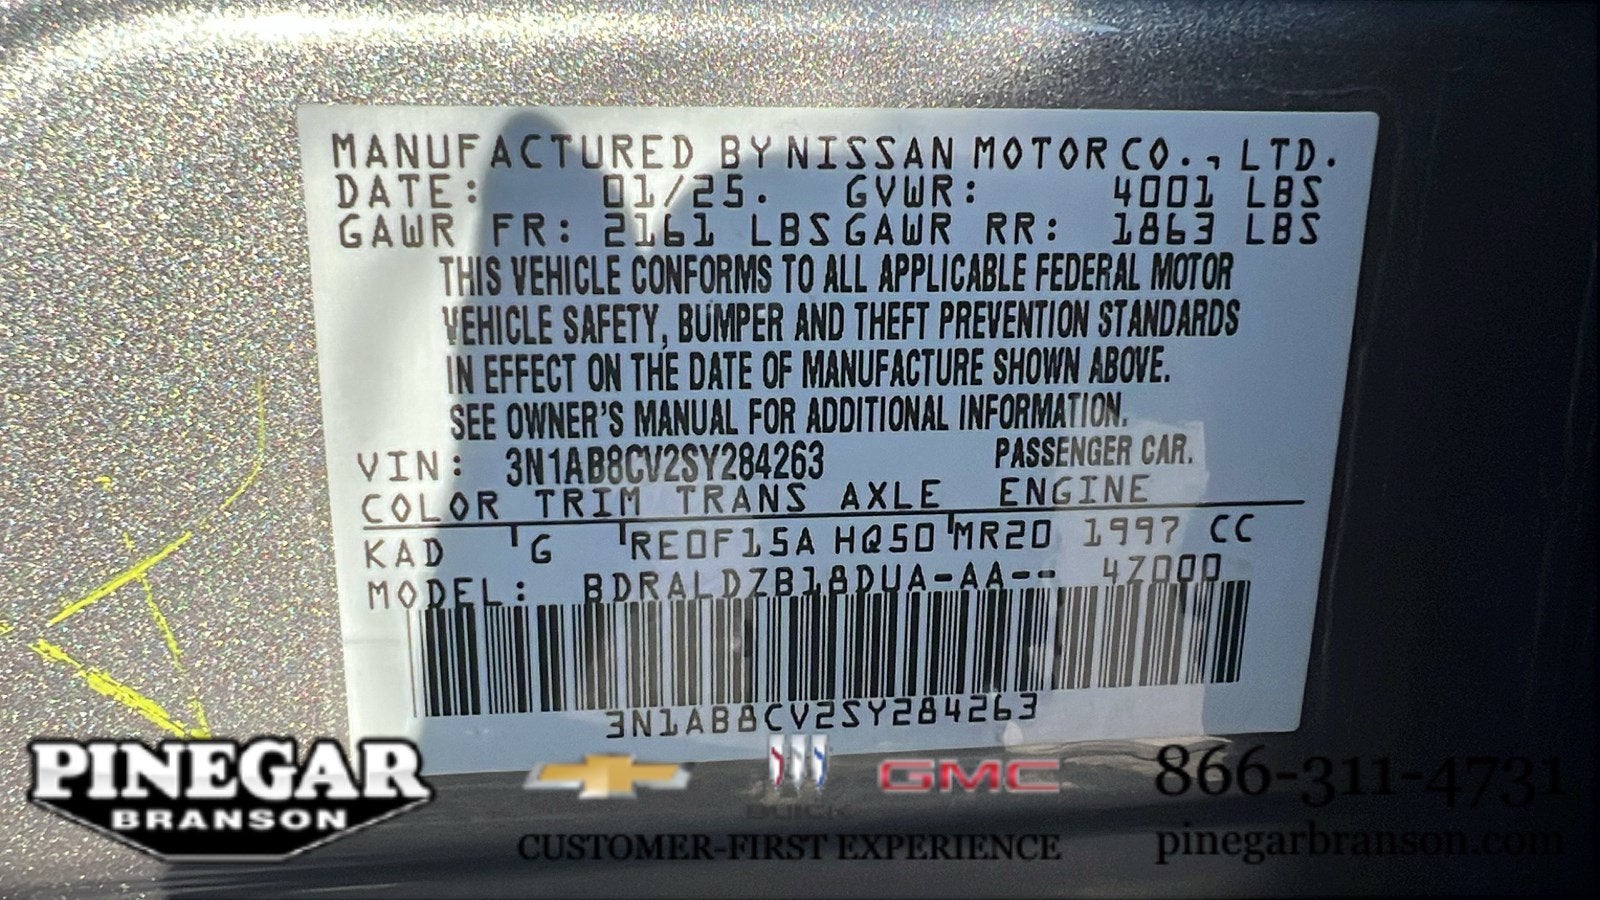 MANUFACTURED BY NISSAN MOTOR CO., LTD.
DATE: 01/25. GVWR: 4001 LBS
GAWR FR: 2161 LBS GAWR RR: 1863 LBS
THIS VEHICLE CONFORMS TO ALL APPLICABLE FEDERAL MOTOR
VEHICLE SAFETY, BUMPER AND THEFT PREVENTION STANDARDS
IN EFFECT ON THE DATE OF MANUFACTURE SHOWN ABOVE.
SEE OWNER'S MANUAL FOR ADDITIONAL INFORMATION.
VIN: 3N1AB8CV2SY284263 PASSENGER CAR.
COLOR TRIM TRANS AXLE ENGINE
KAD G RE0F15A HQ50 MR20 1997 CC
MODEL: BDRALDZB18DUA-AA-- 47000
3N1AB8CV2SY284263
PINEGAR
BRANSON
BUICK
GMC
CUSTOMER-FIRST EXPERIENCE
866-311-4731
pinegarbranson.com